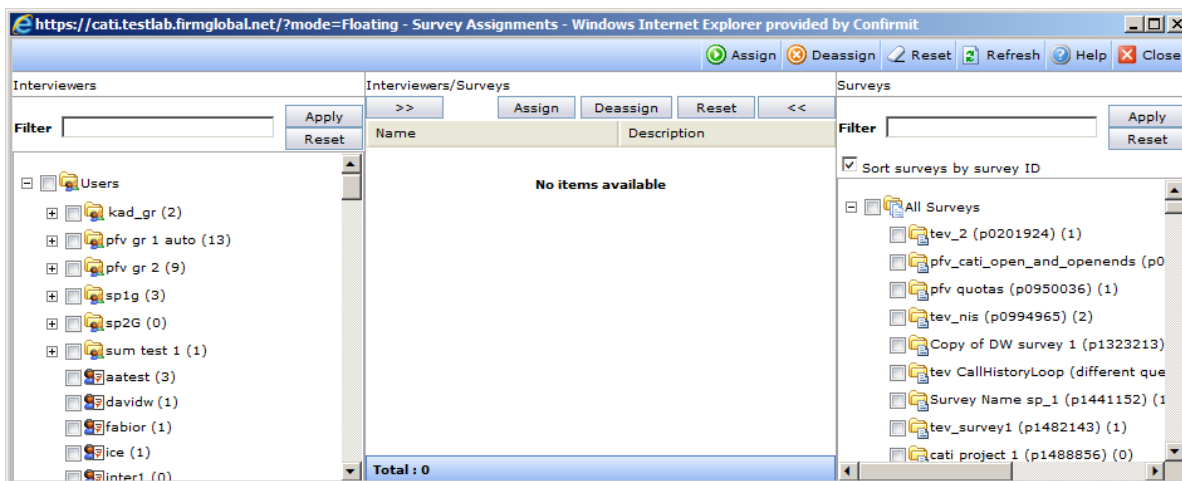 https://cati.testlab.firmglobal.net/?mode=Floating - Survey Assignments - Windows Internet Explorer provided by Confirmit
Assign Deassign Reset Refresh Help Close
Interviewers
Filter
Apply
Reset
Users
kad_gr (2)
pfv gr 1 auto (13)
pfv gr 2 (9)
sp1g (3)
sp2G (0)
sum test 1 (1)
aatest (3)
davidw (1)
fabior (1)
ice (1)
inter1 (0)
Interviewers/Surveys
>> Assign Deassign Reset <<
Name Description
No items available
Total : 0
Surveys
Filter
Apply
Reset
Sort surveys by survey ID
All Surveys
tev_2 (p0201924) (1)
pfv_cati_open_and_openends (p0
pfv quotas (p0950036) (1)
tev_nis (p0994965) (2)
Copy of DW survey 1 (p1323213)
tev CallHistoryLoop (different que
Survey Name sp_1 (p1441152) (1
tev_survey1 (p1482143) (1)
cati project 1 (p1488856) (0)